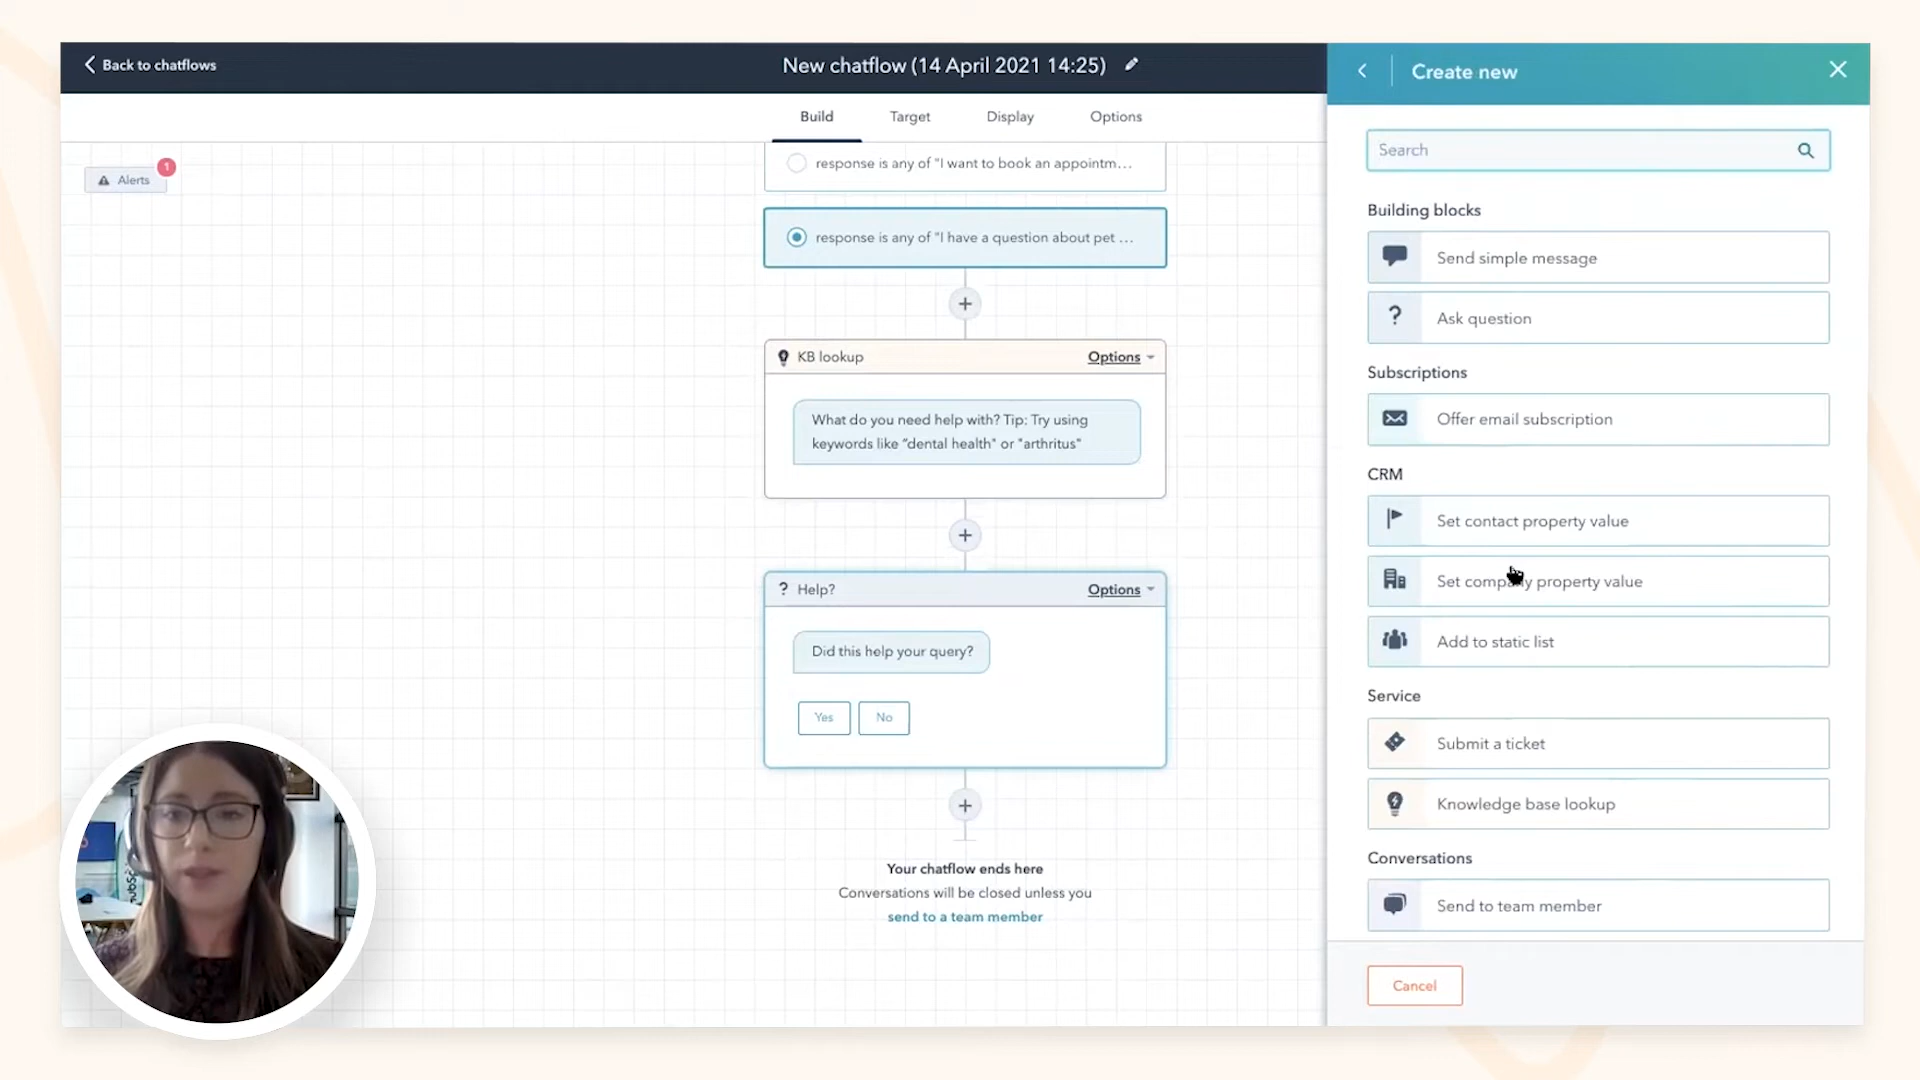 Back to chatflows
New chatflow (14 April 2021 14:25)
Create new
Build
Target
Display
Options
Alerts
1
response is any of "I want to book an appointm...
response is any of "I have a question about pet ...
KB lookup
Options
What do you need help with? Tip: Try using
keywords like "dental health" or "arthritus"
? Help?
Options
Did this help your query?
Yes
No
Your chatflow ends here
Conversations will be closed unless you
send to a team member
Search
Building blocks
Send simple message
? Ask question
Subscriptions
Offer email subscription
CRM
Set contact property value
Set company property value
Add to static list
Service
Submit a ticket
Knowledge base lookup
Conversations
Send to team member
Cancel